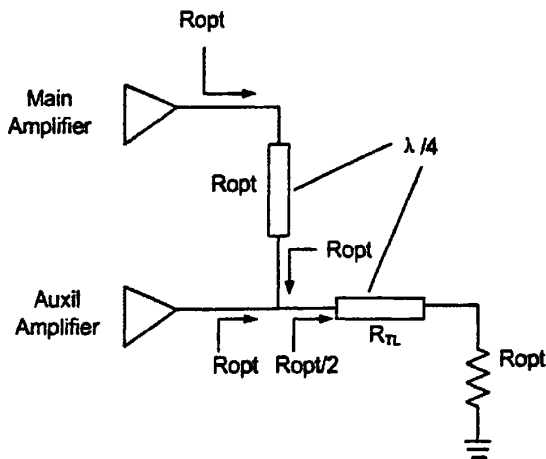 Ropt
Main
Amplifier
λ /4
Ropt
Ropt
Auxil
Amplifier
Ropt
Ropt/2
R_TL
Ropt